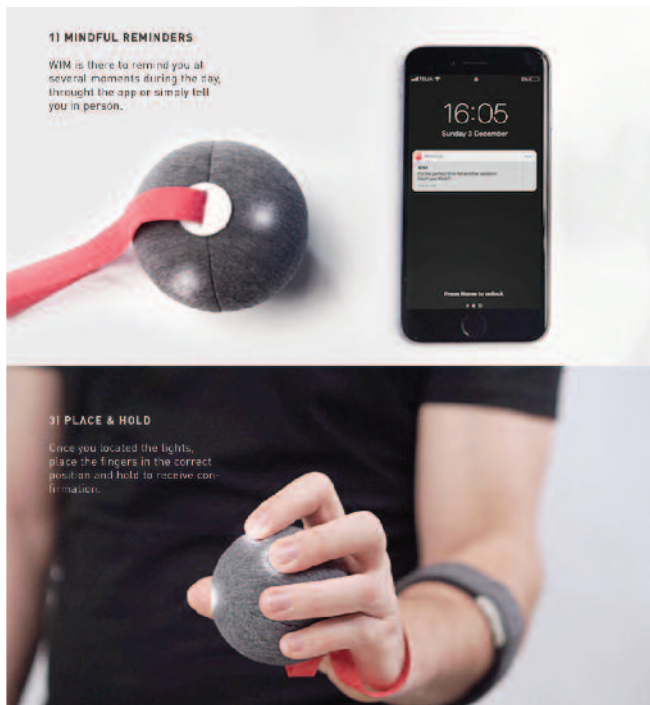 1) MINDFUL REMINDERS
WIM is there to remind you at
several moments during the day,
throught the app or simply tell
you in person.
16:05
Sunday 3 December
WIM
Press Home to unlock
3) PLACE & HOLD
Once you located the lights,
place the fingers in the correct
position and hold to receive con-
firmation.